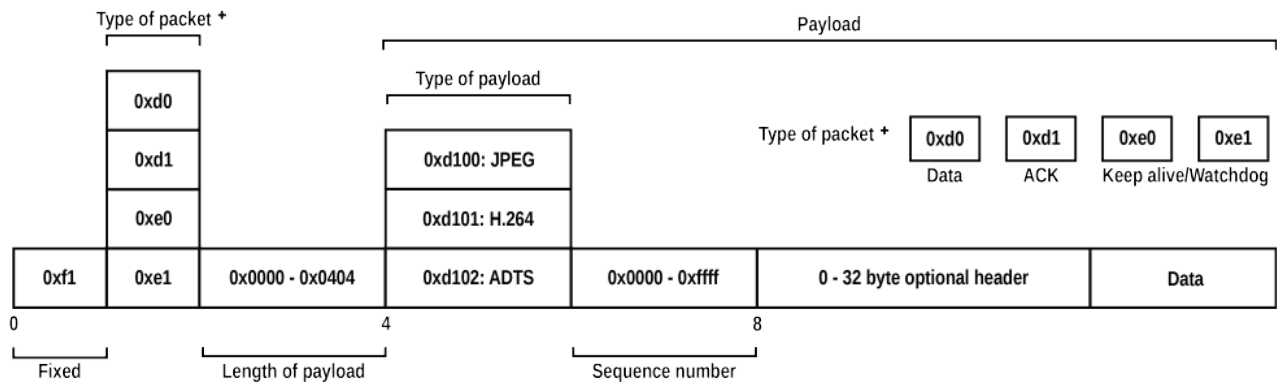 Type of packet +
Payload
0xd0
Type of payload
0xd1
0xd100: JPEG
Type of packet +
0xd0
0xd1
0xe0
0xe1
Data
ACK
Keep alive/Watchdog
0xe0
0xd101: H.264
0xf1
0xe1
0x0000 - 0x0404
0xd102: ADTS
0x0000 - 0xffff
0 - 32 byte optional header
Data
0
4
8
Fixed
Length of payload
Sequence number